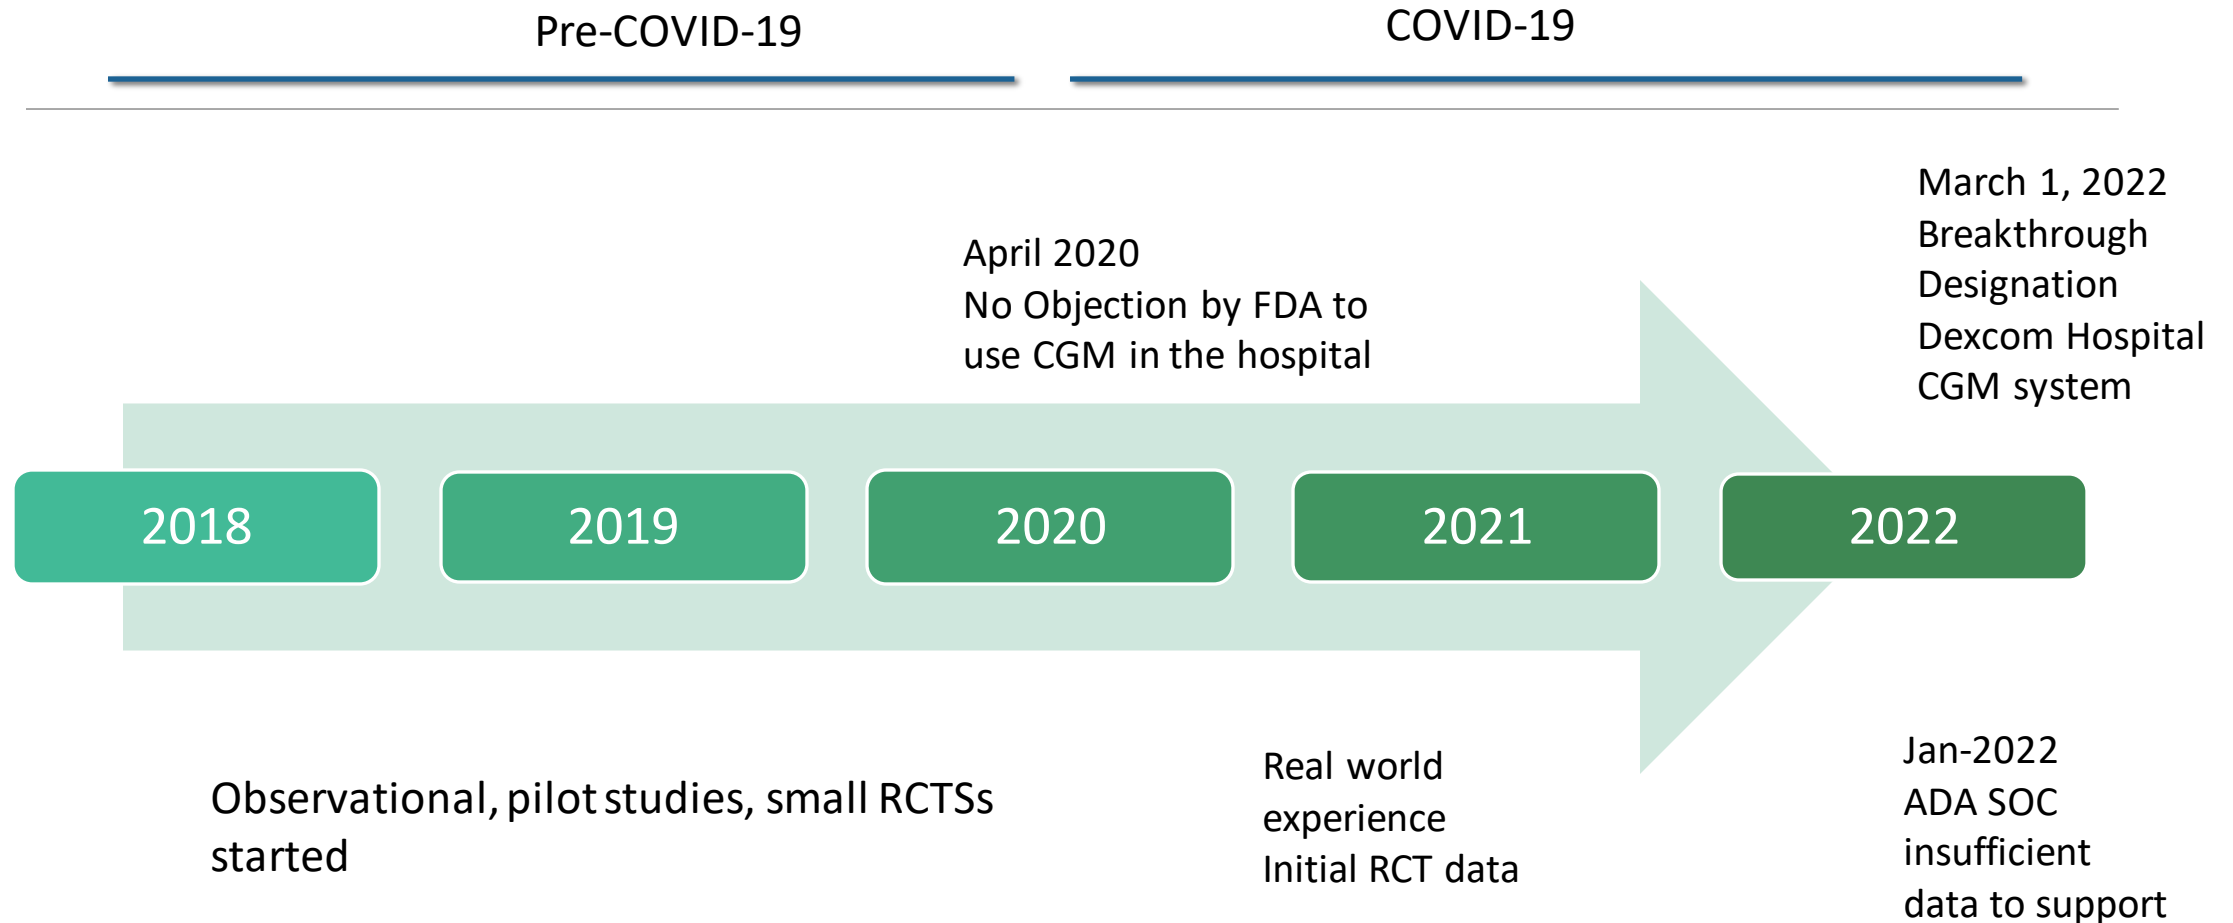 Pre-COVID-19
COVID-19
March 1, 2022
Breakthrough
Designation
Dexcom Hospital
CGM system
April 2020
No Objection by FDA to
use CGM in the hospital
2018
2019
2020
2021
2022
Observational, pilot studies, small RCTSs
started
Real world
experience
Initial RCT data
Jan-2022
ADA SOC
insufficient
data to support